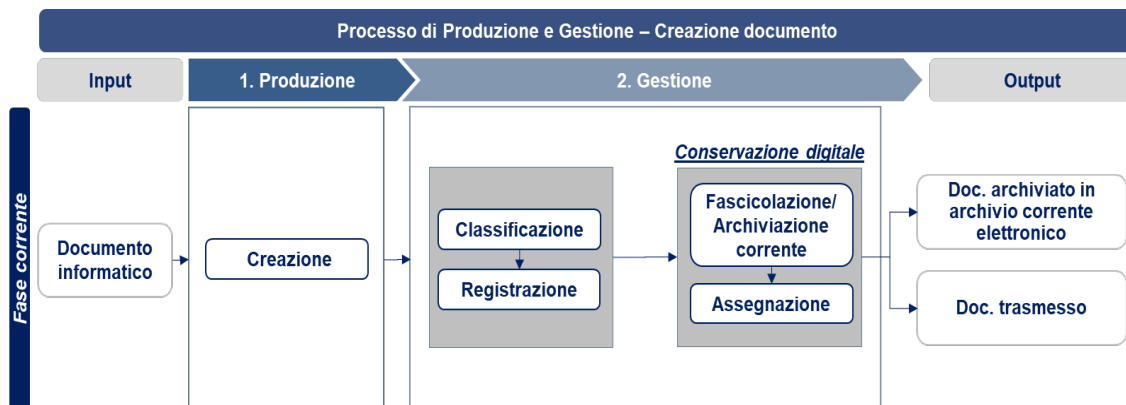 Processo di Produzione e Gestione – Creazione documento
Input
1. Produzione
2. Gestione
Output
Fase corrente
Documento
informatico
Creazione
Classificazione
Registrazione
Conservazione digitale
Fascicolazione/
Archiviazione
corrente
Assegnazione
Doc. archiviato in
archivio corrente
elettronico
Doc. trasmesso